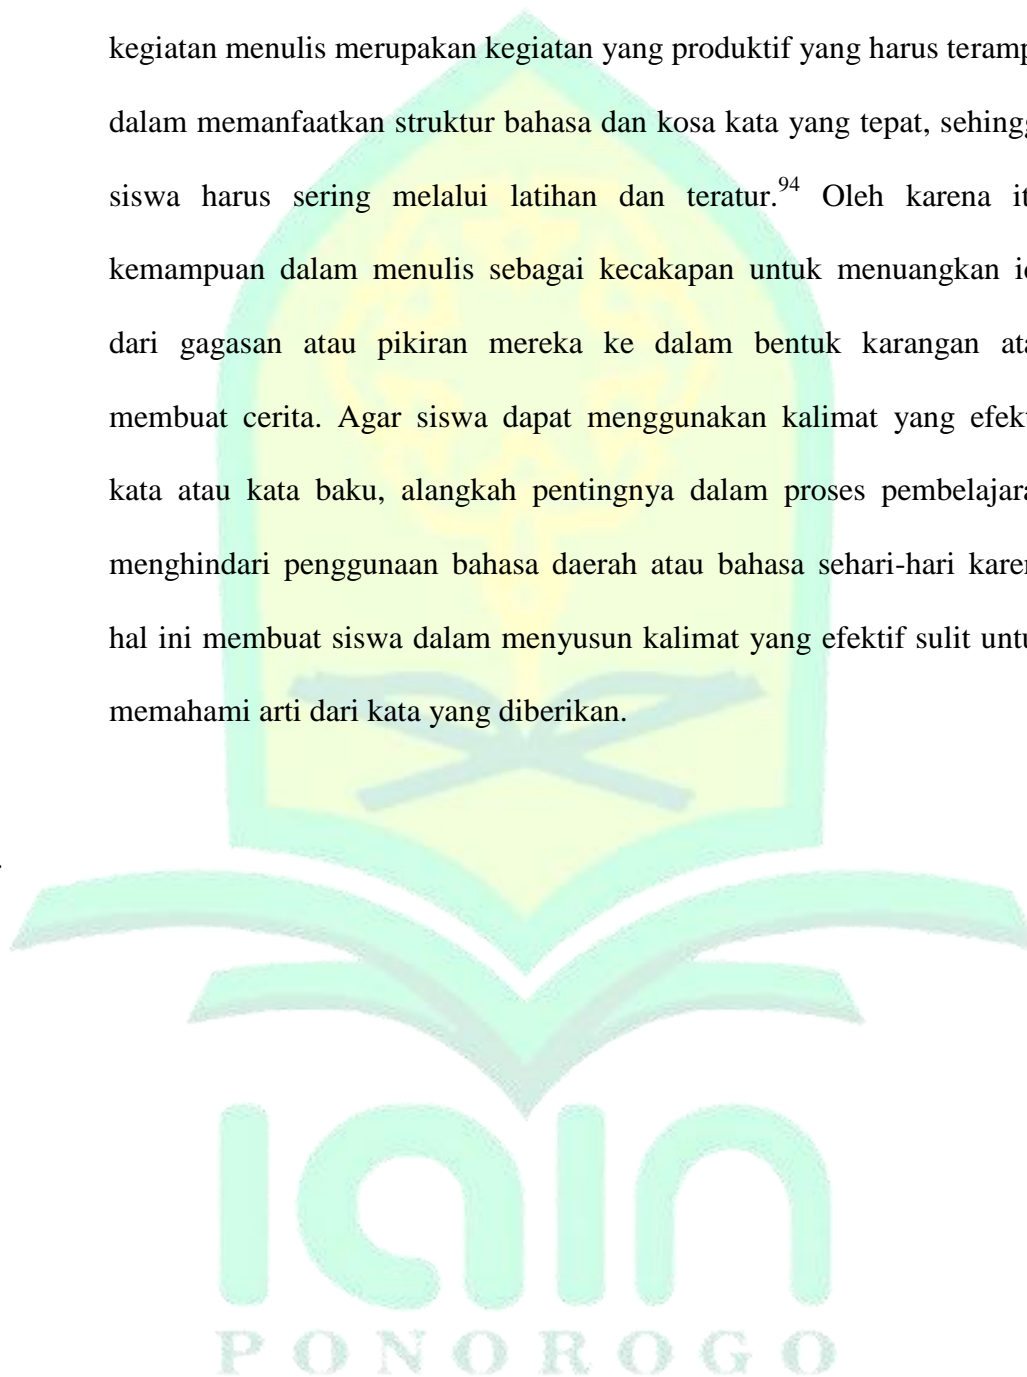 kegiatan menulis merupakan kegiatan yang produktif yang harus teramp
dalam memanfaatkan struktur bahasa dan kosa kata yang tepat, sehingg
siswa harus sering melalui latihan dan teratur.94 Oleh karena it
kemampuan dalam menulis sebagai kecakapan untuk menuangkan id
dari gagasan atau pikiran mereka ke dalam bentuk karangan ata
membuat cerita. Agar siswa dapat menggunakan kalimat yang efekt
kata atau kata baku, alangkah pentingnya dalam proses pembelajara
menghindari penggunaan bahasa daerah atau bahasa sehari-hari karen
hal ini membuat siswa dalam menyusun kalimat yang efektif sulit untu
memahami arti dari kata yang diberikan.
.
iain
PONOROGO